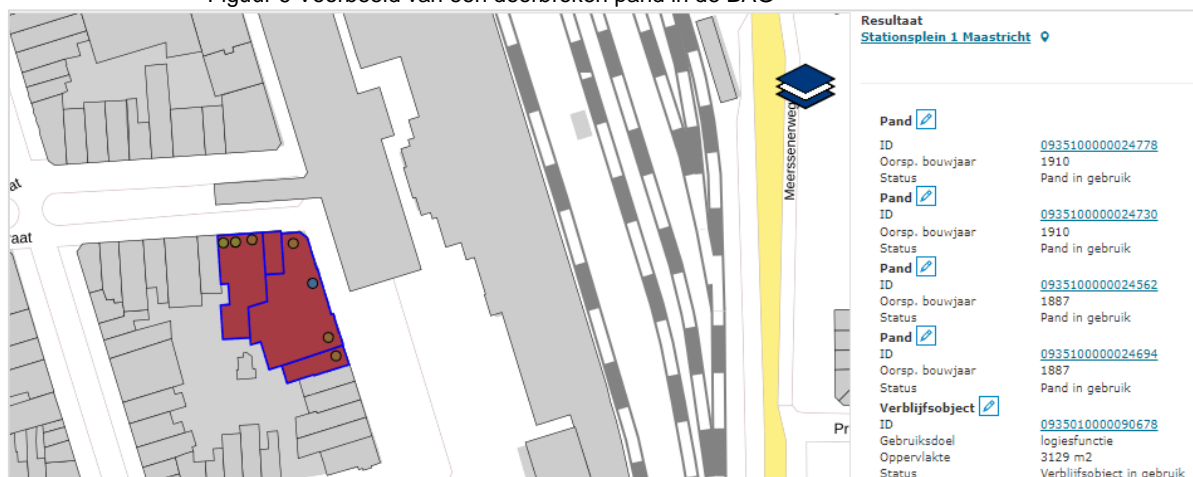 Resultaat
Stationsplein 1 Maastricht
Pand
ID 0935100000024778
Oorsp. bouwjaar 1910
Status Pand in gebruik
Pand
ID 0935100000024730
Oorsp. bouwjaar 1910
Status Pand in gebruik
Pand
ID 0935100000024562
Oorsp. bouwjaar 1887
Status Pand in gebruik
Pand
ID 0935100000024694
Oorsp. bouwjaar 1887
Status Pand in gebruik
Verblijfsobject
ID 0935010000090678
Gebruiksdoel logiesfunctie
Oppervlakte 3129 m2
Status Verblijfsobject in gebruik
Meerssenerweg
at
raat
Pr